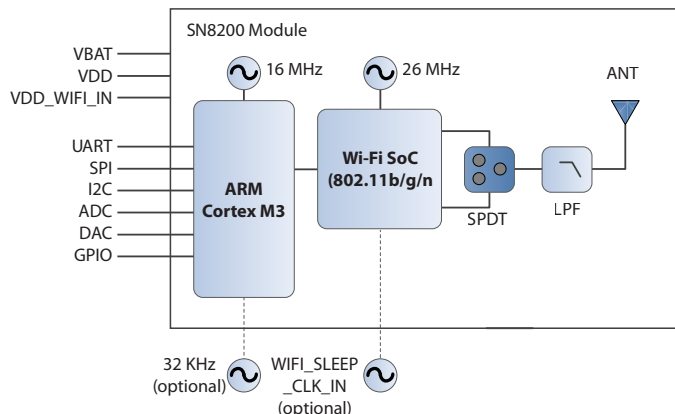 SN8200 Module
VBAT
VDD
VDD_WIFI_IN
16 MHz
26 MHz
ANT
UART
SPI
I2C
ADC
DAC
GPIO
ARM
Cortex M3
Wi-Fi SoC
(802.11b/g/n
SPDT
LPF
32 KHz
(optional)
WIFI_SLEEP
_CLK_IN
(optional)